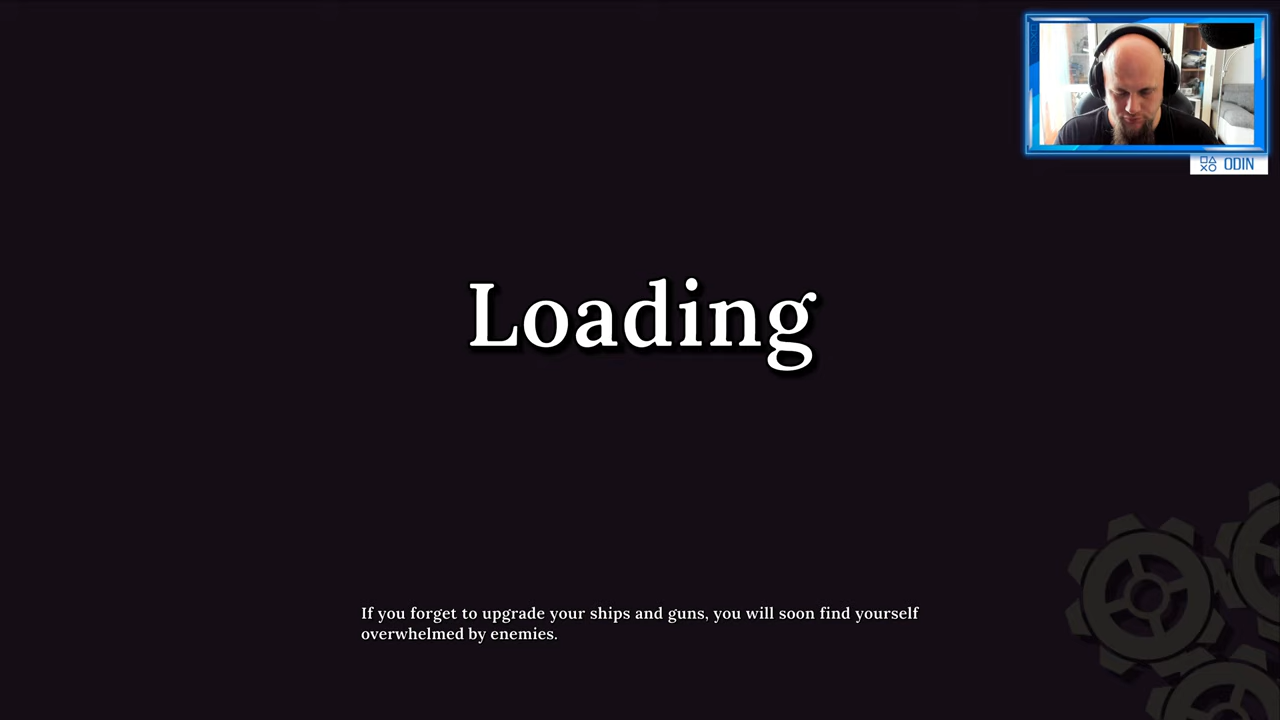 ODIN
Loading
If you forget to upgrade your ships and guns, you will soon find yourself
overwhelmed by enemies.